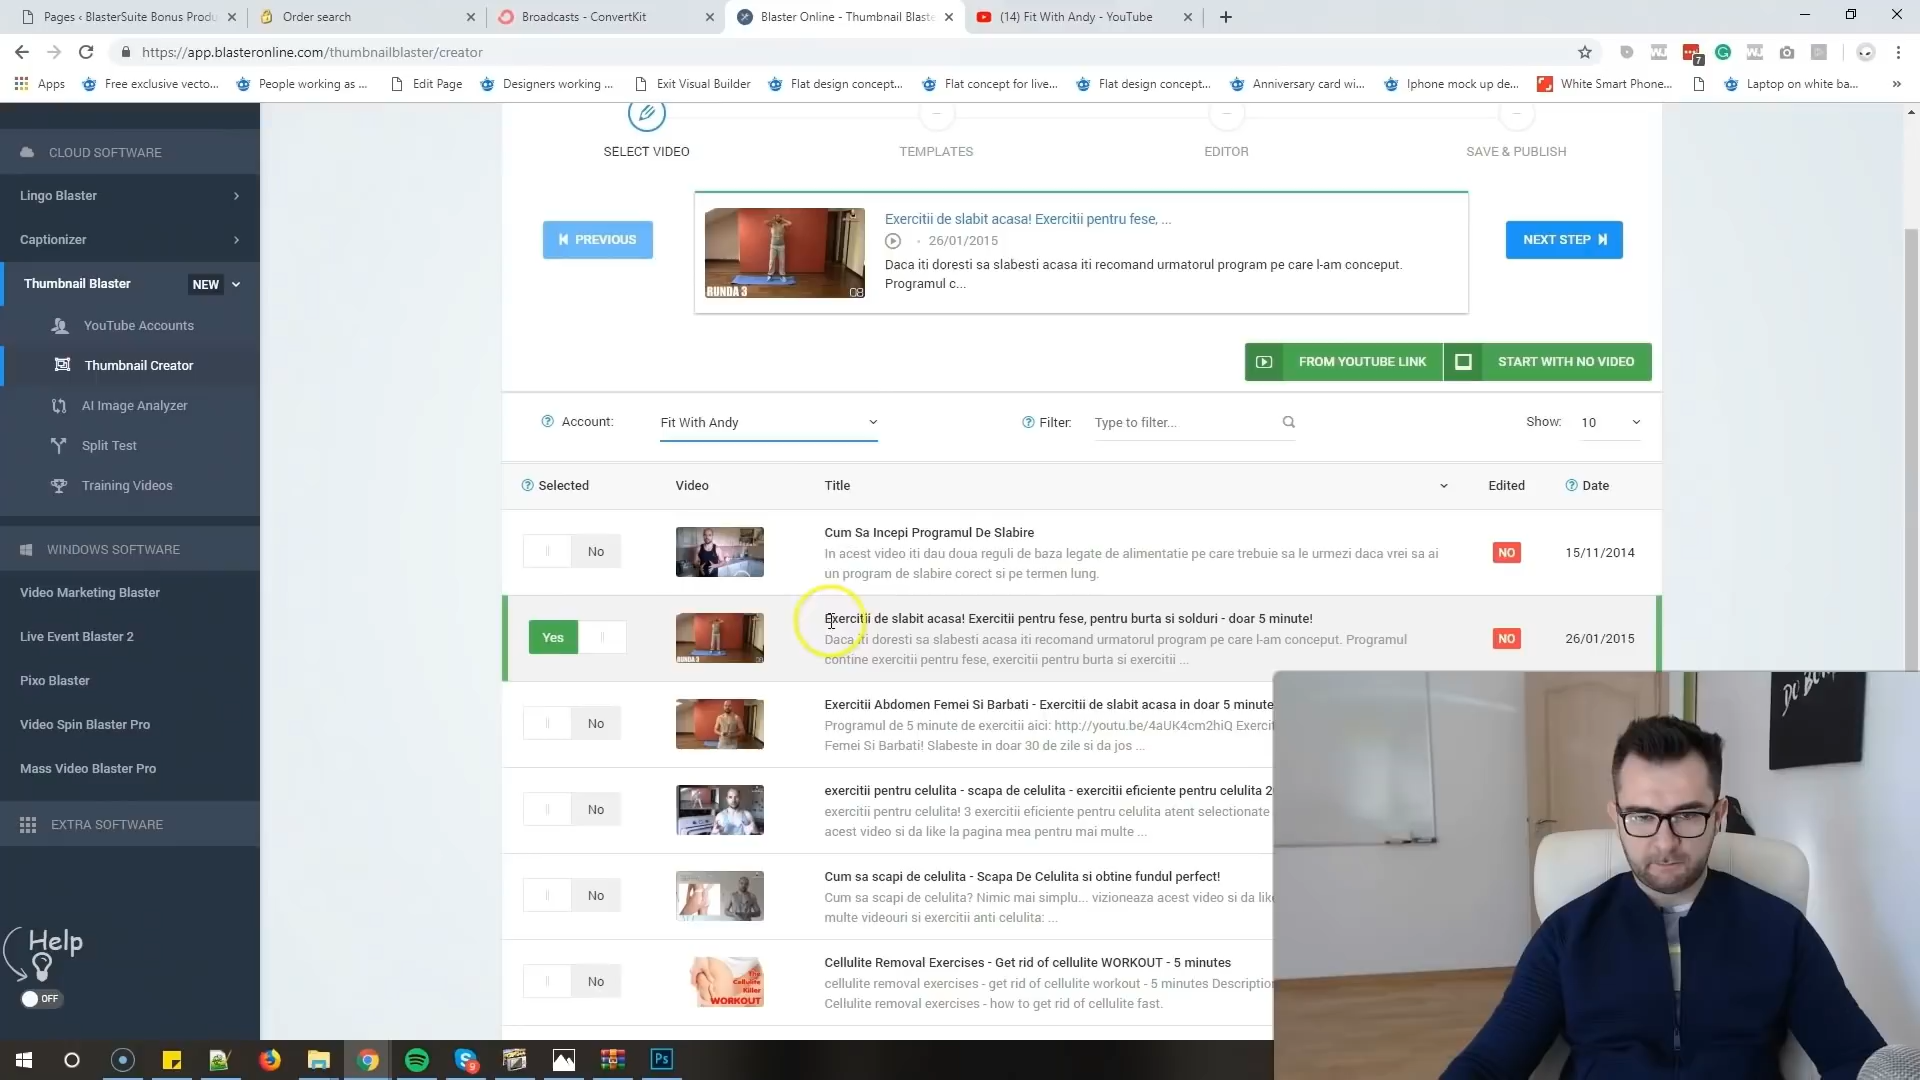 Pages ‹ BlasterSuite Bonus Produ
Order search
Broadcasts - ConvertKit
Blaster Online - Thumbnail Blaste
(14) Fit With Andy - YouTube
https://app.blasteronline.com/thumbnailblaster/creator
7
Apps
Free exclusive vecto...
People working as ...
Edit Page
Designers working ...
Exit Visual Builder
Flat design concept...
Flat concept for live...
Flat design concept...
Anniversary card wi...
Iphone mock up de...
White Smart Phone...
Laptop on white ba...
CLOUD SOFTWARE
Lingo Blaster
Captionizer
Thumbnail Blaster NEW
YouTube Accounts
Thumbnail Creator
AI Image Analyzer
Split Test
Training Videos
WINDOWS SOFTWARE
Video Marketing Blaster
Live Event Blaster 2
Pixo Blaster
Video Spin Blaster Pro
Mass Video Blaster Pro
EXTRA SOFTWARE
Help
OFF
SELECT VIDEO
TEMPLATES
EDITOR
SAVE & PUBLISH
PREVIOUS
RUNDA 3
08
Exercitii de slabit acasa! Exercitii pentru fese, ...
26/01/2015
Daca iti doresti sa slabesti acasa iti recomand urmatorul program pe care l-am conceput.
Programul c...
NEXT STEP
FROM YOUTUBE LINK
START WITH NO VIDEO
Account: Fit With Andy
Filter: Type to filter...
Show: 10
Selected Video Title Edited Date
No
Cum Sa Incepi Programul De Slabire
In acest video iti dau doua reguli de baza legate de alimentatie pe care trebuie sa le urmezi daca vrei sa ai
un program de slabire corect si pe termen lung.
NO
15/11/2014
Yes
RUNDA 3
Exercitii de slabit acasa! Exercitii pentru fese, pentru burta si solduri - doar 5 minute!
Daca iti doresti sa slabesti acasa iti recomand urmatorul program pe care l-am conceput. Programul
contine exercitii pentru fese, exercitii pentru burta si exercitii ...
NO
26/01/2015
No
Exercitii Abdomen Femei Si Barbati - Exercitii de slabit acasa in doar 5 minute
Programul de 5 minute de exercitii aici: http://youtu.be/4aUK4cm2hiQ Exercit
Femei Si Barbati! Slabeste in doar 30 de zile si da jos ...
No
exercitii pentru celulita - scapa de celulita - exercitii eficiente pentru celulita 2
exercitii pentru celulita! 3 exercitii eficiente pentru celulita atent selectionate
acest video si da like la pagina mea pentru mai multe ...
No
Cum sa scapi de celulita - Scapa De Celulita si obtine fundul perfect!
Cum sa scapi de celulita? Nimic mai simplu... vizioneaza acest video si da like
multe videouri si exercitii anti celulita: ...
No
The
Cellulite
Killer
WORKOUT
Cellulite Removal Exercises - Get rid of cellulite WORKOUT - 5 minutes
cellulite removal exercises - get rid of cellulite workout - 5 minutes Description
Cellulite removal exercises - how to get rid of cellulite fast.
9
Ps